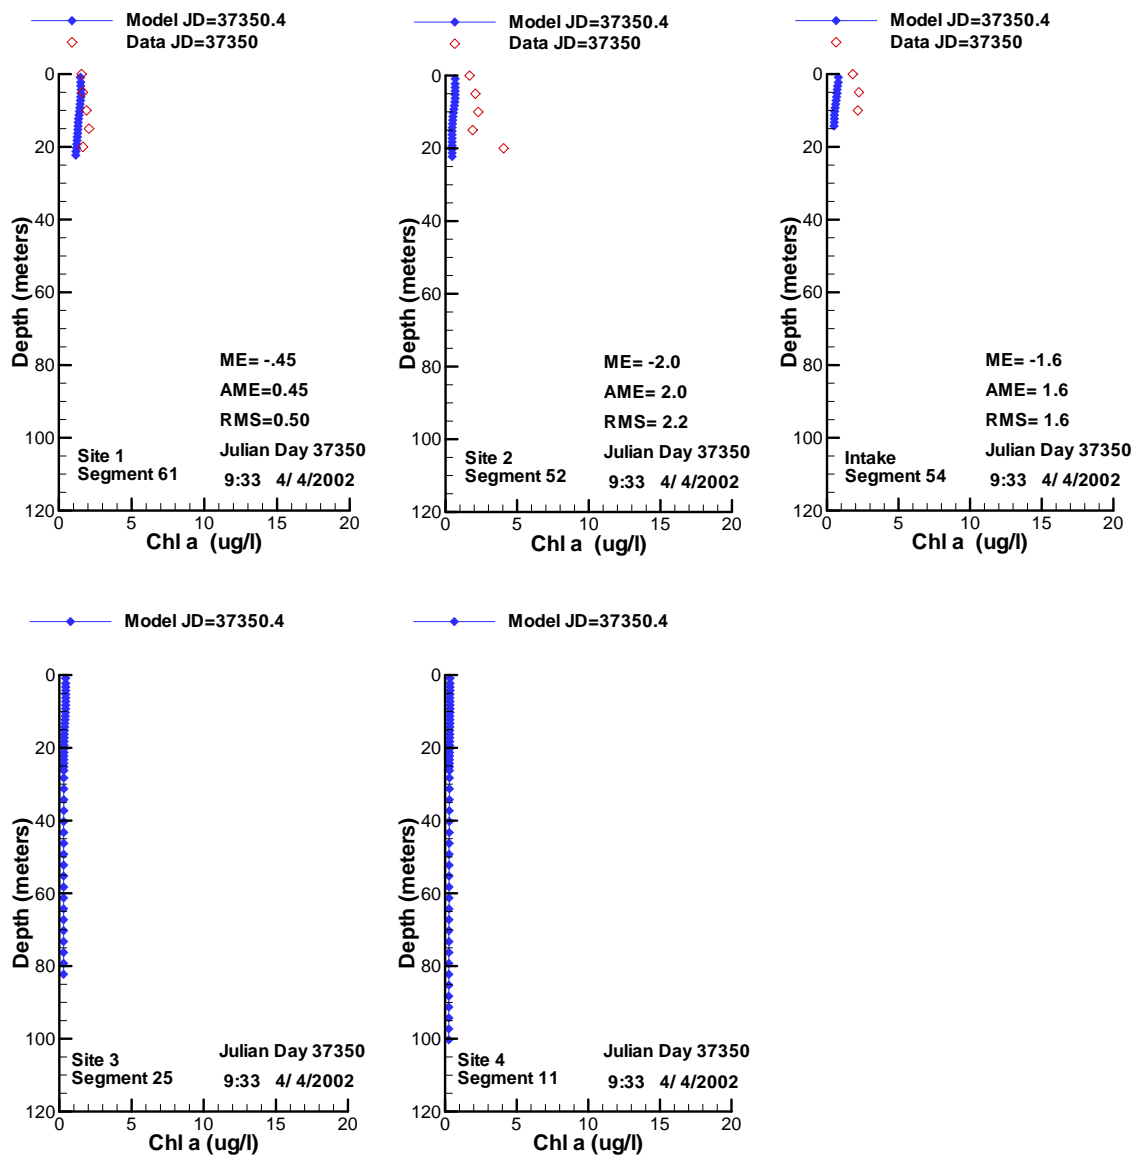 Model JD=37350.4
Data JD=37350
0
20
40
60
80
100
120
Depth (meters)
ME= -.45
AME=0.45
RMS=0.50
Julian Day 37350
9:33 4/ 4/2002
Site 1
Segment 61
0 5 10 15 20
Chl a (ug/l)
Model JD=37350.4
Data JD=37350
0
20
40
60
80
100
120
Depth (meters)
ME= -2.0
AME= 2.0
RMS= 2.2
Julian Day 37350
9:33 4/ 4/2002
Site 2
Segment 52
0 5 10 15 20
Chl a (ug/l)
Model JD=37350.4
Data JD=37350
0
20
40
60
80
100
120
Depth (meters)
ME= -1.6
AME= 1.6
RMS= 1.6
Julian Day 37350
9:33 4/ 4/2002
Intake
Segment 54
0 5 10 15 20
Chl a (ug/l)
Model JD=37350.4
0
20
40
60
80
100
120
Depth (meters)
Julian Day 37350
9:33 4/ 4/2002
Site 3
Segment 25
0 5 10 15 20
Chl a (ug/l)
Model JD=37350.4
0
20
40
60
80
100
120
Depth (meters)
Julian Day 37350
9:33 4/ 4/2002
Site 4
Segment 11
0 5 10 15 20
Chl a (ug/l)